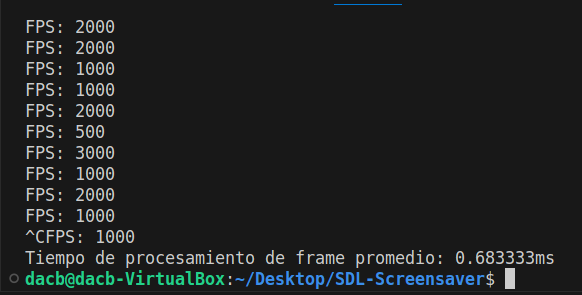 FPS: 2000
FPS: 2000
FPS: 1000
FPS: 1000
FPS: 2000
FPS: 500
FPS: 3000
FPS: 1000
FPS: 2000
FPS: 1000
^CFPS: 1000
Tiempo de procesamiento de frame promedio: 0.683333ms
dacb@dacb-VirtualBox:~/Desktop/SDL-Screensaver$